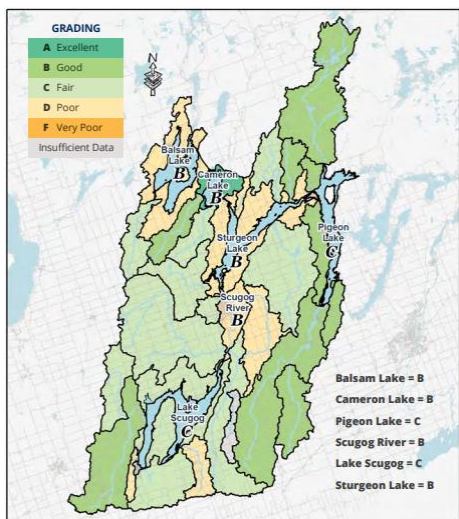 GRADING
A Excellent
B Good
C Fair
D Poor
F Very Poor
Insufficient Data
N
Balsam
Lake
B
Cameron
Lake
B
Sturgeon
Lake
B
Pigeon
Lake
C
Scugog
River
B
Lake
Scugog
C
Balsam Lake = B
Cameron Lake = B
Pigeon Lake = C
Scugog River = B
Lake Scugog = C
Sturgeon Lake = B